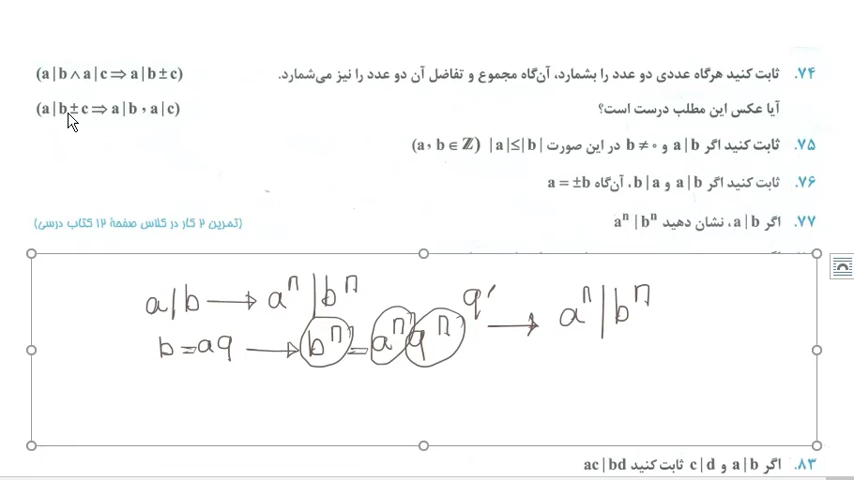 ۷۴. ثابت کنید هرگاه عددی دو عدد را بشمارد، آن‌گاه مجموع و تفاضل آن دو عدد را نیز می‌شمارد. (a|b ∧ a|c ⇒ a|b ± c)
آیا عکس این مطلب درست است؟ (a|b ± c ⇒ a|b , a|c)
۷۵. ثابت کنید اگر a|b و b ≠ ۰ در این صورت |a| ≤ |b| (a, b ∈ ℤ)
۷۶. ثابت کنید اگر a|b و b|a، آن‌گاه a = ±b
۷۷. اگر a|b، نشان دهید aⁿ|bⁿ (تمرین ۲ کار در کلاس صفحهٔ ۱۲ کتاب درسی)
a|b → aⁿ|bⁿ
b = aq → bⁿ = aⁿ qⁿ q′ → aⁿ|bⁿ
۸۳. اگر a|b و c|d ثابت کنید ac|bd